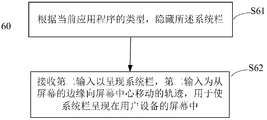 60
S61
根据当前应用程序的类型，隐藏所述系统栏
S62
接收第二输入以呈现系统栏，第二输入为从
屏幕的边缘向屏幕中心移动的轨迹，用于使
系统栏呈现在用户设备的屏幕中